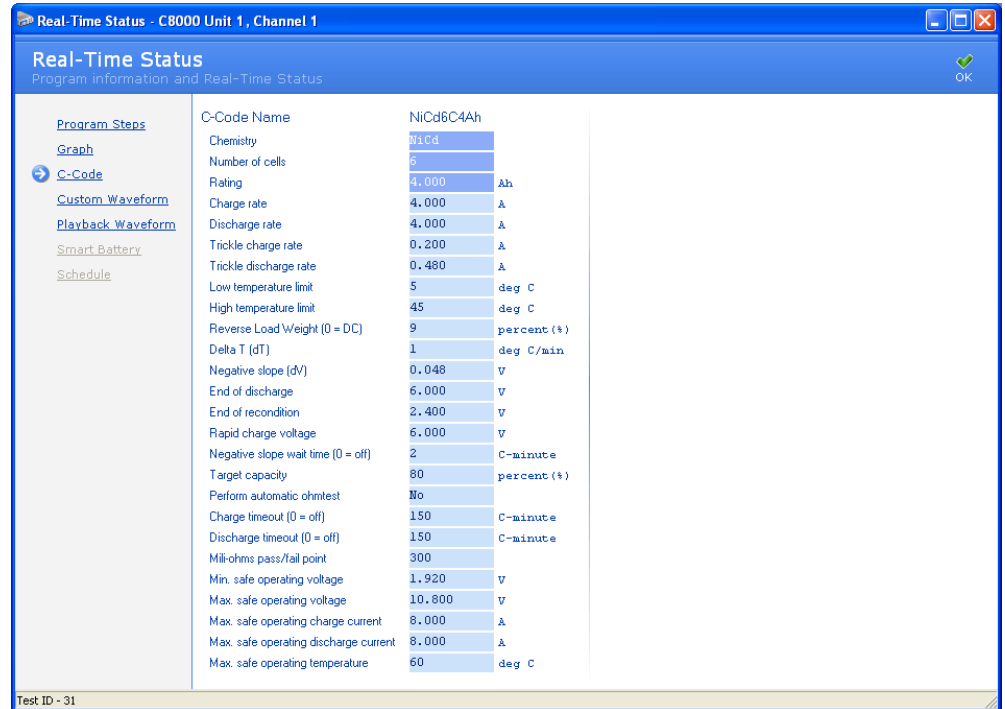 Real-Time Status - C8000 Unit 1, Channel 1
Real-Time Status
Program information and Real-Time Status
OK
Program Steps
Graph
C-Code
Custom Waveform
Playback Waveform
Smart Battery
Schedule
C-Code Name NiCd6C4Ah
Chemistry NiCd
Number of cells 6
Rating 4.000 Ah
Charge rate 4.000 A
Discharge rate 4.000 A
Trickle charge rate 0.200 A
Trickle discharge rate 0.480 A
Low temperature limit 5 deg C
High temperature limit 45 deg C
Reverse Load Weight (0 = DC) 9 percent(%)
Delta T (dT) 1 deg C/min
Negative slope (dV) 0.048 V
End of discharge 6.000 V
End of recondition 2.400 V
Rapid charge voltage 6.000 V
Negative slope wait time (0 = off) 2 C-minute
Target capacity 80 percent(%)
Perform automatic ohmtest No
Charge timeout (0 = off) 150 C-minute
Discharge timeout (0 = off) 150 C-minute
Mili-ohms pass/fail point 300
Min. safe operating voltage 1.920 V
Max. safe operating voltage 10.800 V
Max. safe operating charge current 8.000 A
Max. safe operating discharge current 8.000 A
Max. safe operating temperature 60 deg C
Test ID - 31